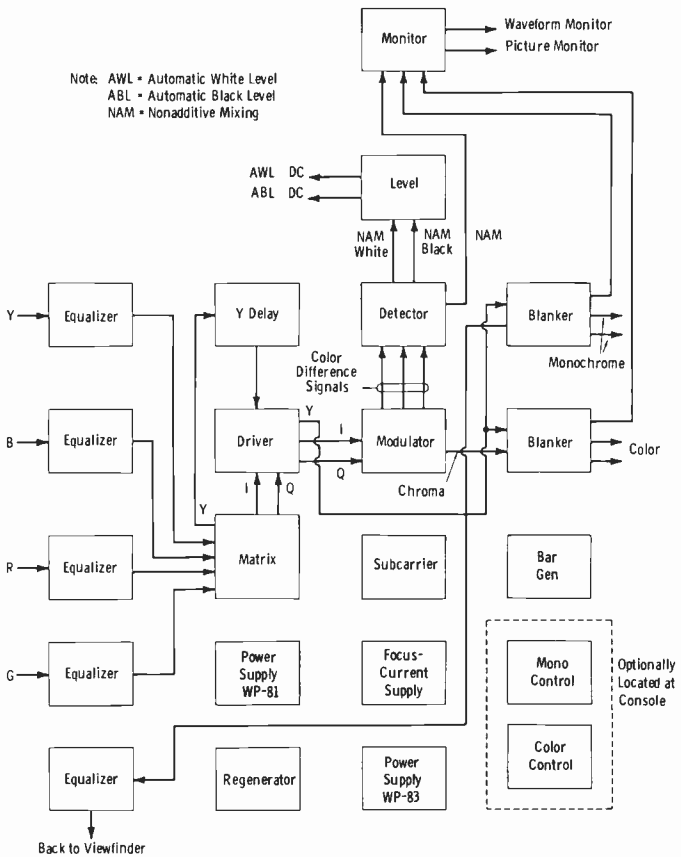 Monitor
Waveform Monitor
Picture Monitor
Note: AWL = Automatic White Level
ABL = Automatic Black Level
NAM = Nonadditive Mixing
AWL DC
ABL DC
Level
NAM
White
NAM
Black
NAM
Y
Equalizer
Y Delay
Detector
Blanker
Monochrome
Color
Difference
Signals
B
Equalizer
Driver
Y
I
Q
Modulator
Blanker
Color
Chroma
Y
I
Q
R
Equalizer
Matrix
Subcarrier
Bar
Gen
G
Equalizer
Power
Supply
WP-81
Focus-
Current
Supply
Mono
Control
Optionally
Located at
Console
Color
Control
Equalizer
Regenerator
Power
Supply
WP-83
Back to Viewfinder